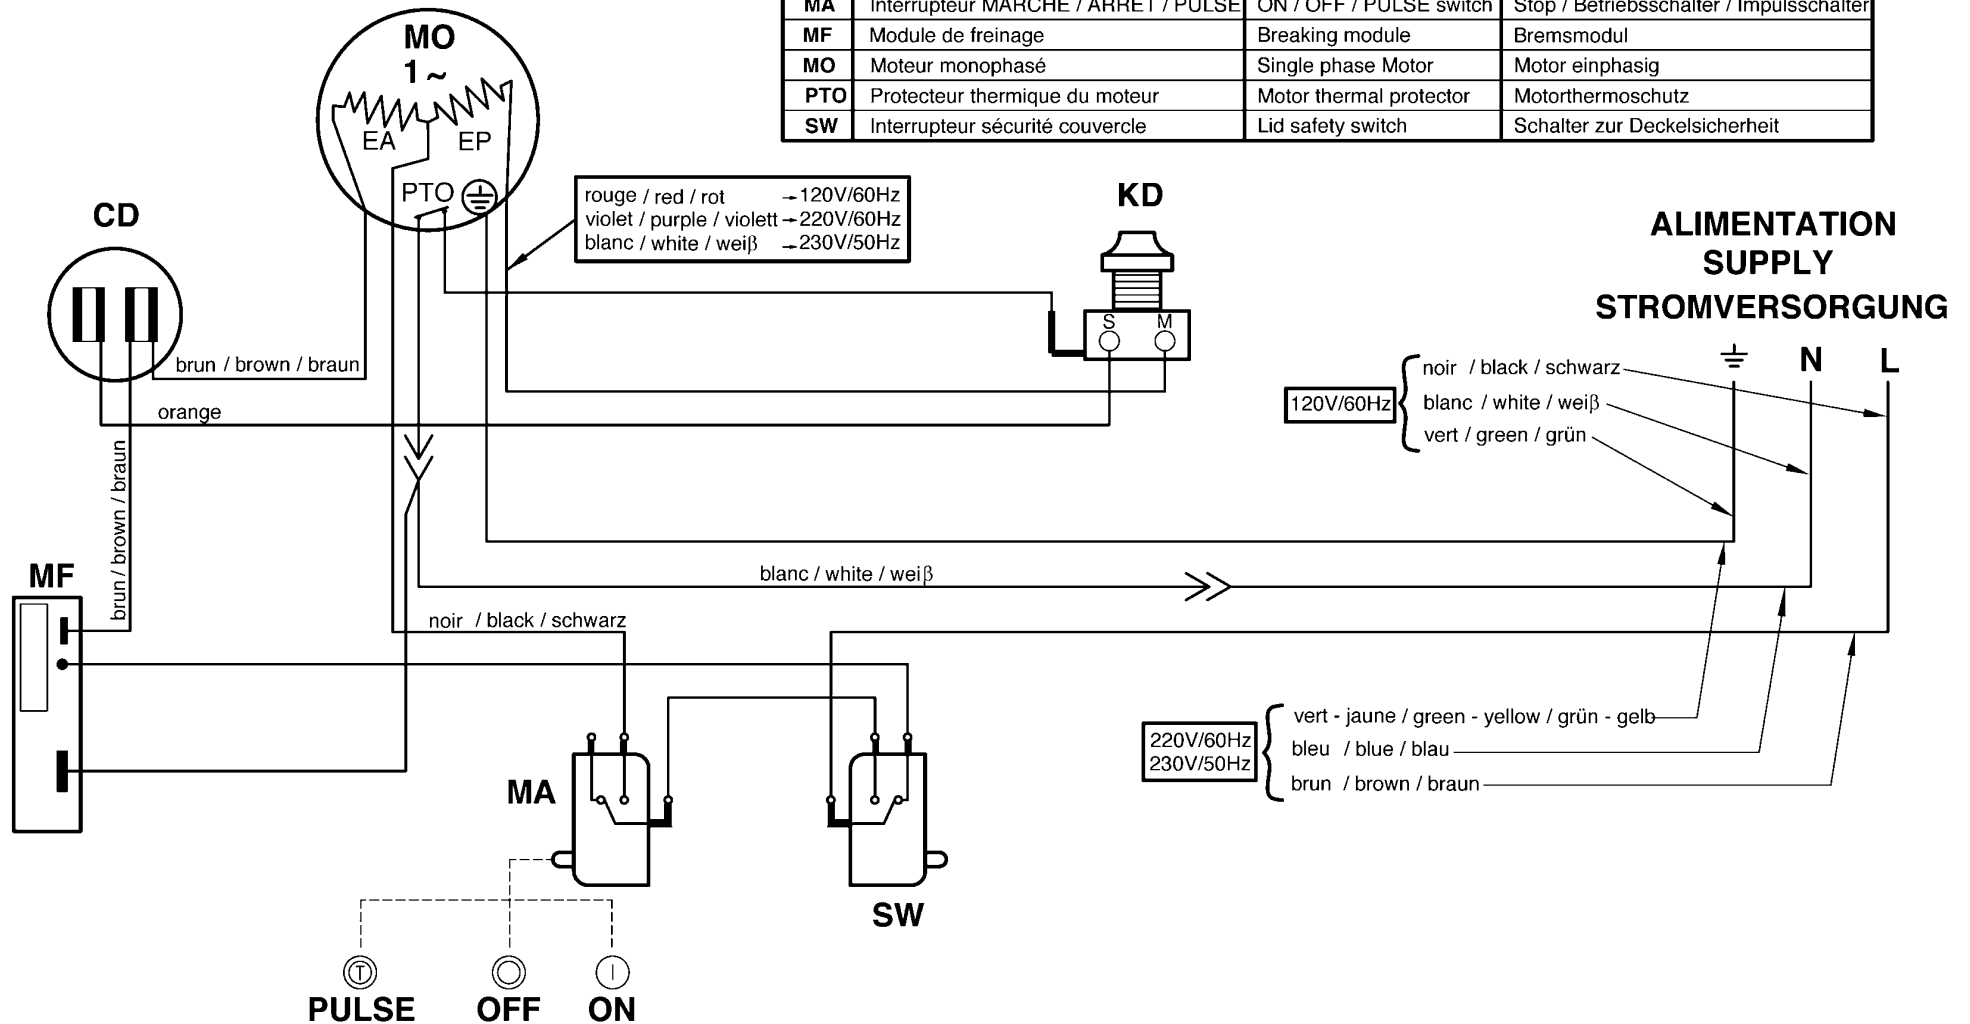 MA Interrupteur MARCHE / ARRET / PULSE ON / OFF / PULSE switch Stop / Betriebsschalter / Impulsschalter
MF Module de freinage Breaking module Bremsmodul
MO Moteur monophasé Single phase Motor Motor einphasig
PTO Protecteur thermique du moteur Motor thermal protector Motorthermoschutz
SW Interrupteur sécurité couvercle Lid safety switch Schalter zur Deckelsicherheit
MO
1 ~
EA EP
PTO
rouge / red / rot → 120V/60Hz
violet / purple / violett → 220V/60Hz
blanc / white / weiβ → 230V/50Hz
CD
KD
S M
ALIMENTATION
SUPPLY
STROMVERSORGUNG
N L
brun / brown / braun
orange
brun / brown / braun
120V/60Hz
noir / black / schwarz
blanc / white / weiβ
vert / green / grün
MF
blanc / white / weiβ
noir / black / schwarz
220V/60Hz
230V/50Hz
vert - jaune / green - yellow / grün - gelb
bleu / blue / blau
brun / brown / braun
MA
SW
T
PULSE OFF ON